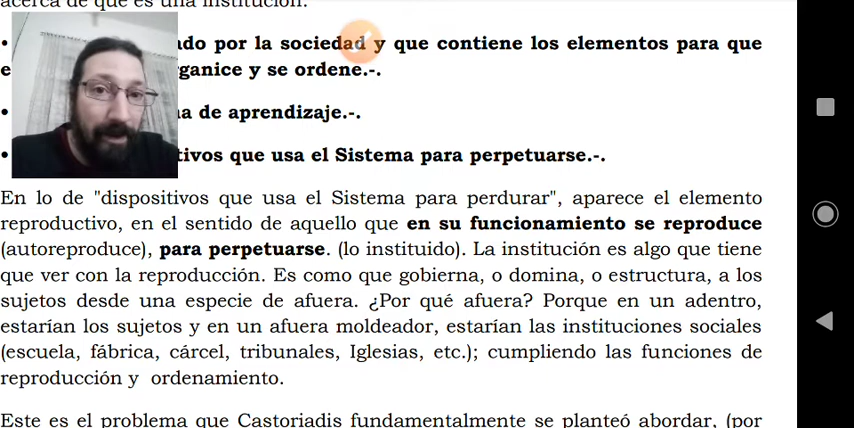 acerca de que es una institución:
• do por la sociedad y que contiene los elementos para que
e ganice y se ordene.-.
• a de aprendizaje.-.
• tivos que usa el Sistema para perpetuarse.-.
En lo de "dispositivos que usa el Sistema para perdurar", aparece el elemento
reproductivo, en el sentido de aquello que en su funcionamiento se reproduce
(autoreproduce), para perpetuarse. (lo instituido). La institución es algo que tiene
que ver con la reproducción. Es como que gobierna, o domina, o estructura, a los
sujetos desde una especie de afuera. ¿Por qué afuera? Porque en un adentro,
estarían los sujetos y en un afuera moldeador, estarían las instituciones sociales
(escuela, fábrica, cárcel, tribunales, Iglesias, etc.); cumpliendo las funciones de
reproducción y ordenamiento.
Este es el problema que Castoriadis fundamentalmente se planteó abordar, (por